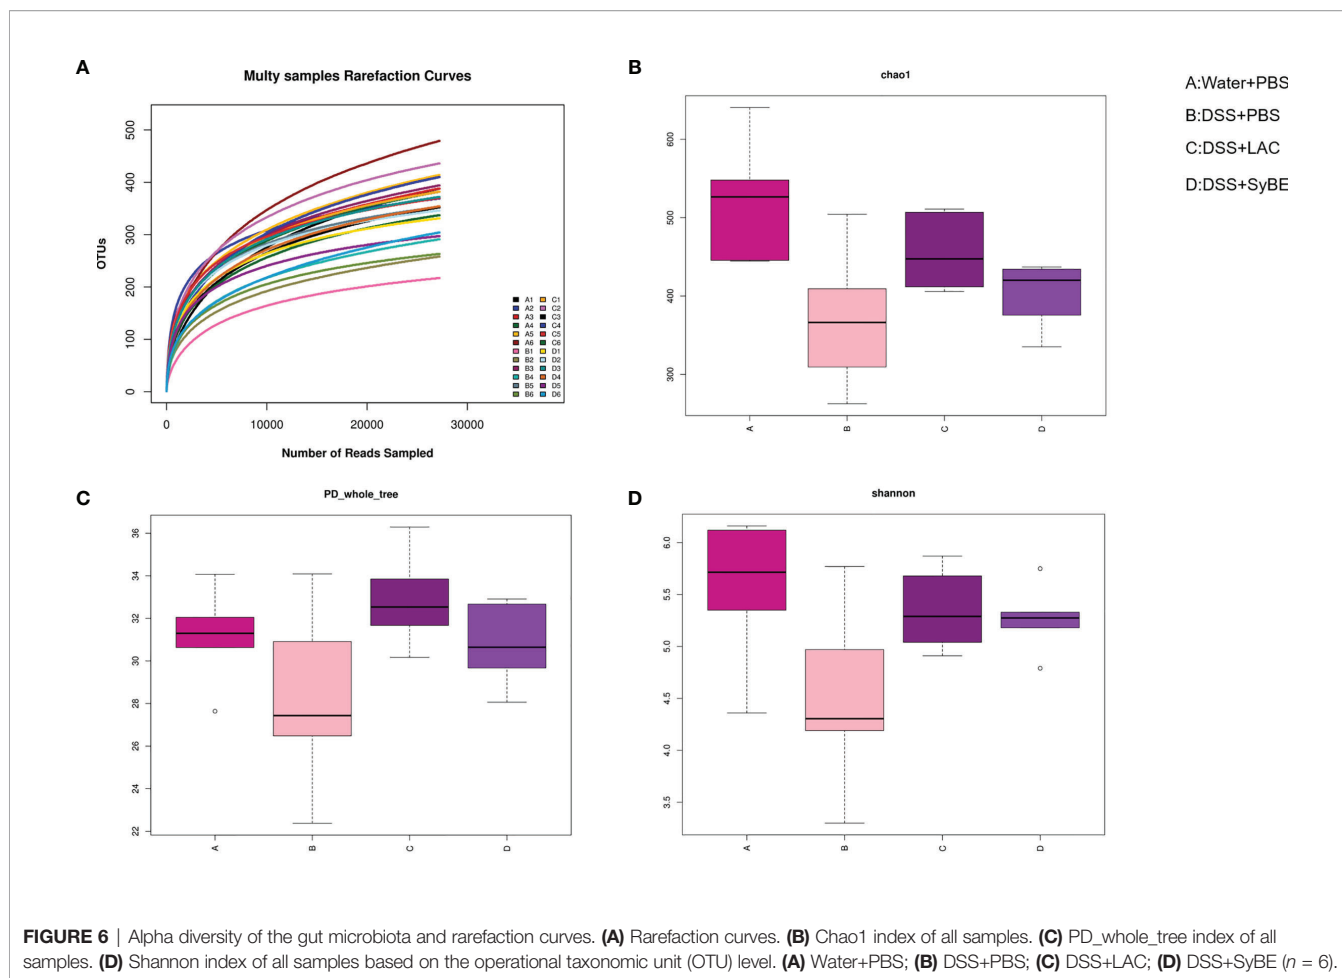 A
Multy samples Rarefaction Curves
OTUs
500
400
300
200
100
0
0 10000 20000 30000
Number of Reads Sampled
A1 C1
A2 C2
A3 C3
A4 C4
A5 C5
A6 C6
B1 D1
B2 D2
B3 D3
B4 D4
B5 D5
B6 D6
B
chao1
600
500
400
300
A B C D
A:Water+PBS
B:DSS+PBS
C:DSS+LAC
D:DSS+SyBE
C
PD_whole_tree
36
34
32
30
28
26
24
22
A B C D
D
shannon
6.0
5.5
5.0
4.5
4.0
3.5
A B C D
FIGURE 6 | Alpha diversity of the gut microbiota and rarefaction curves. (A) Rarefaction curves. (B) Chao1 index of all samples. (C) PD_whole_tree index of all
samples. (D) Shannon index of all samples based on the operational taxonomic unit (OTU) level. (A) Water+PBS; (B) DSS+PBS; (C) DSS+LAC; (D) DSS+SyBE (n = 6).